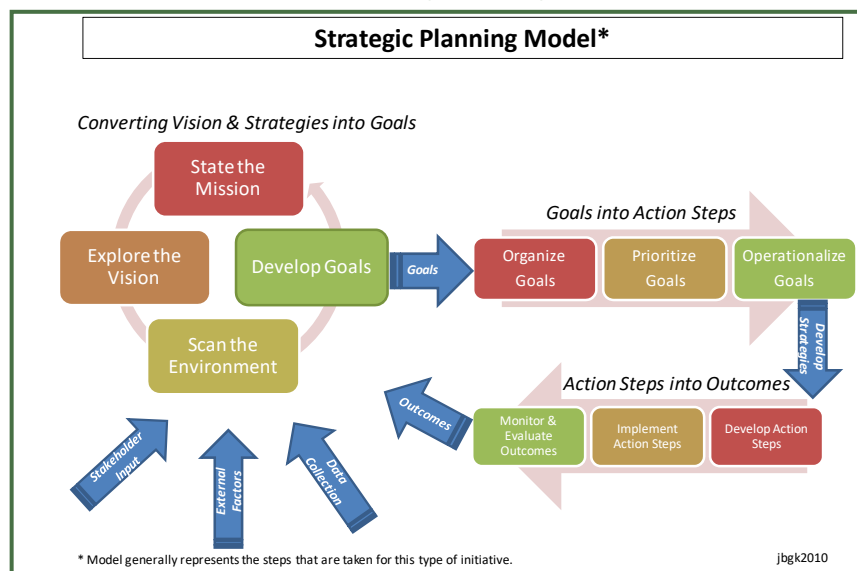 Strategic Planning Model*
Converting Vision & Strategies into Goals
State the
Mission
Explore the
Vision
Develop Goals
Scan the
Environment
Goals
Goals into Action Steps
Organize
Goals
Prioritize
Goals
Operationalize
Goals
Develop
Strategies
Action Steps into Outcomes
Monitor &
Evaluate
Outcomes
Implement
Action Steps
Develop Action
Steps
Outcomes
Stakeholder
Input
External
Factors
Data
Collection
* Model generally represents the steps that are taken for this type of initiative.
jbgk2010